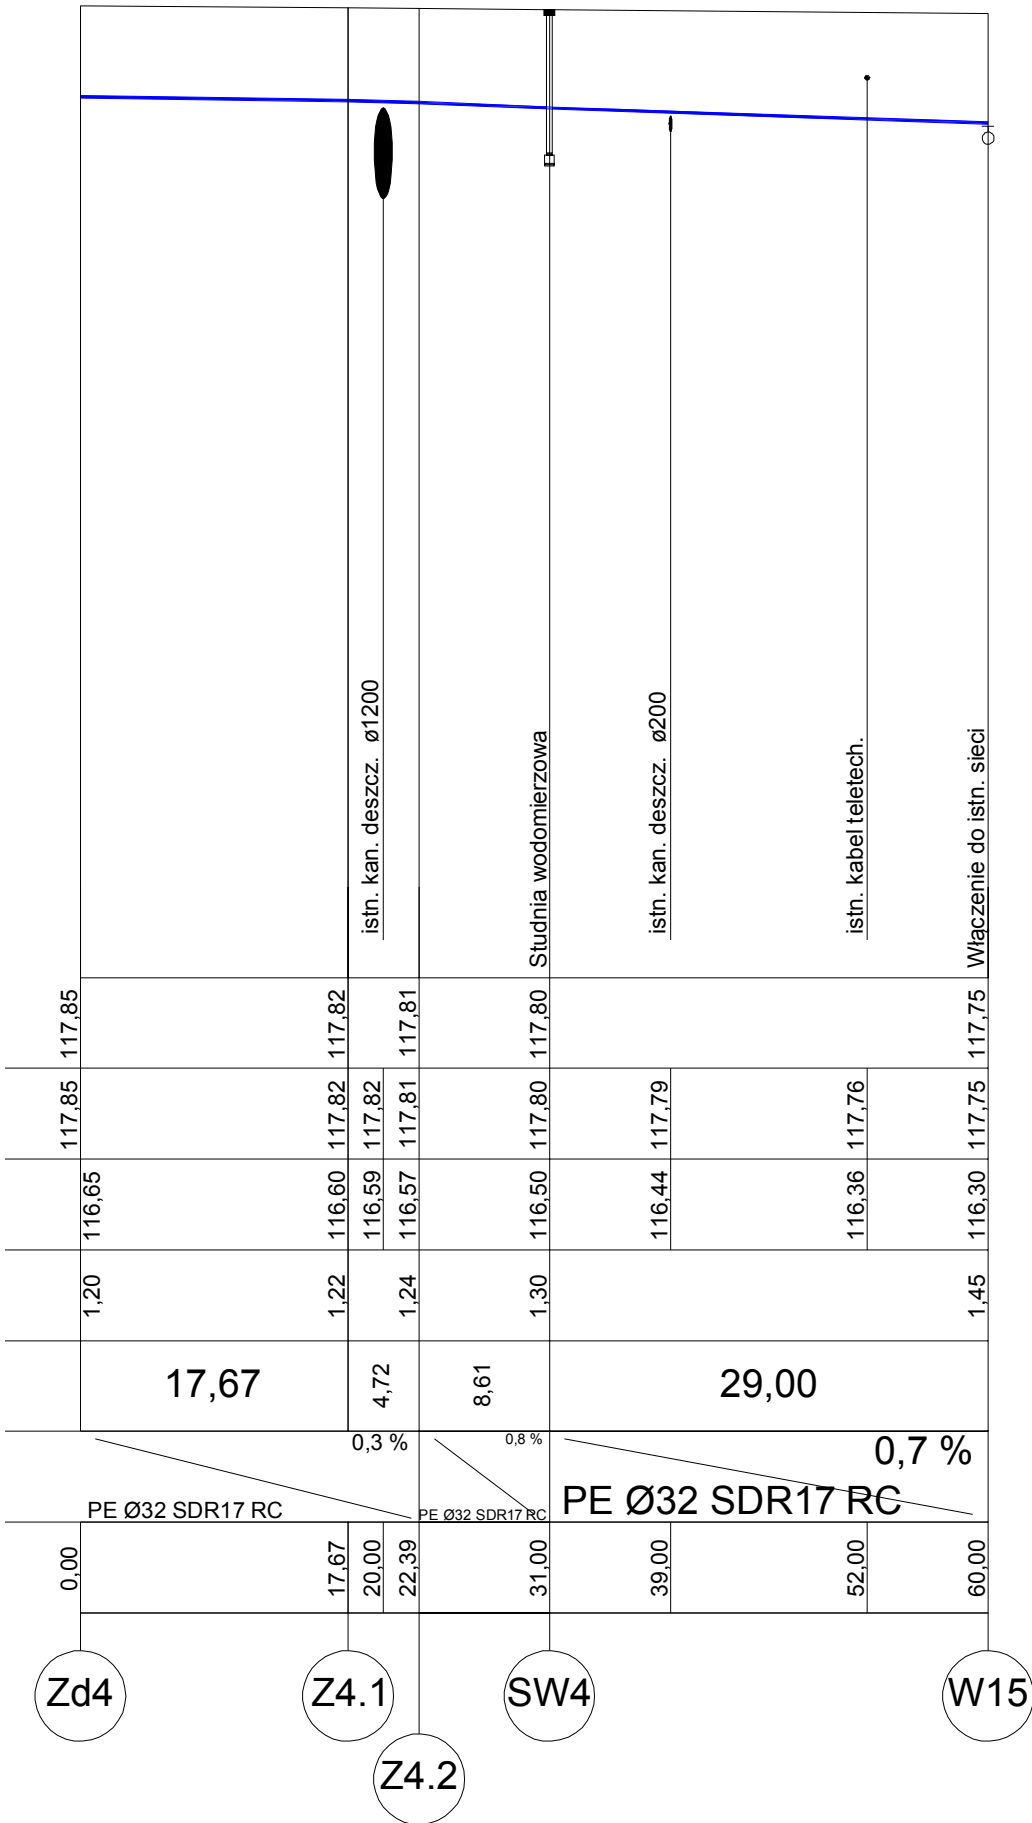 istn. kan. deszcz. ø1200
Studnia wodomierzowa
istn. kan. deszcz. ø200
istn. kabel teletech.
Włączenie do istn. sieci
117,85 117,82 117,81 117,80 117,75
117,85 117,82 117,82 117,81 117,80 117,79 117,76 117,75
116,65 116,60 116,59 116,57 116,50 116,44 116,36 116,30
1,20 1,22 1,24 1,30 1,45
17,67 4,72 8,61 29,00
0,3 % 0,8 % 0,7 %
PE Ø32 SDR17 RC PE Ø32 SDR17 RC PE Ø32 SDR17 RC
0,00 17,67 20,00 22,39 31,00 39,00 52,00 60,00
Zd4 Z4.1 SW4 W15
Z4.2